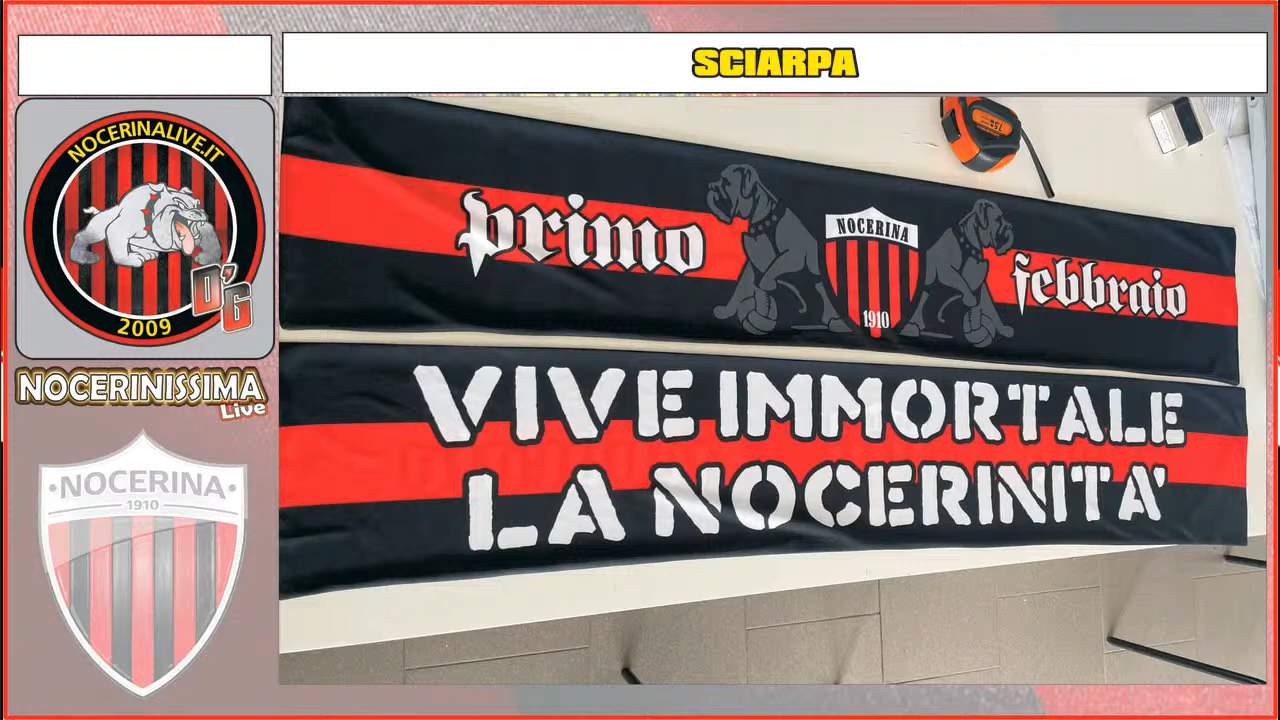 SCIARPA
NOCERINALIVE.IT
D'G
2009
NOCERINISSIMA
Live
NOCERINA
1910
primo
NOCERINA
1910
febbraio
VIVE IMMORTALE
LA NOCERINITA'